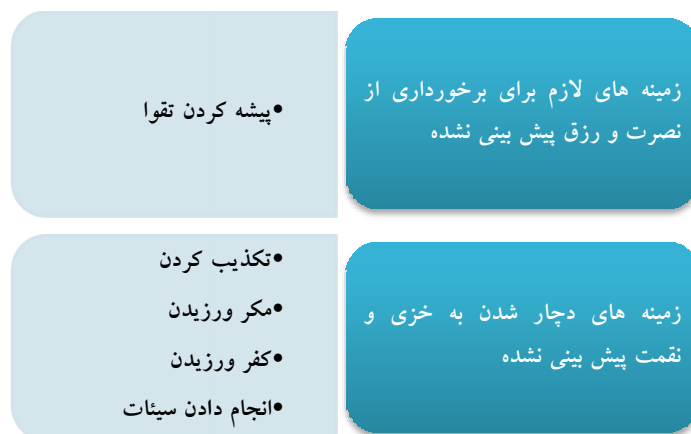 زمینه های لازم برای برخورداری از
نصرت و رزق پیش بینی نشده
•پیشه کردن تقوا
زمینه های دچار شدن به خزی و
نقمت پیش بینی نشده
•تکذیب کردن
•مکر ورزیدن
•کفر ورزیدن
•انجام دادن سیئات